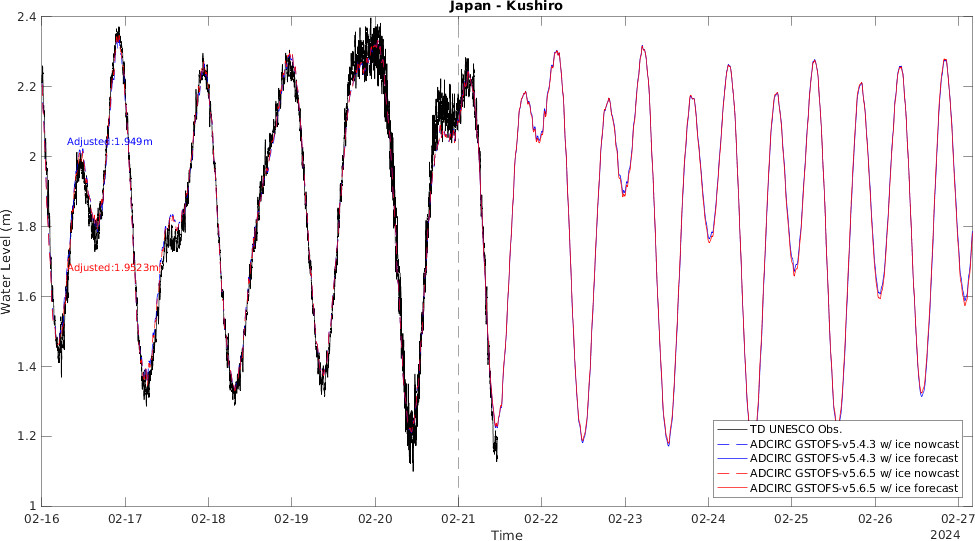 Japan - Kushiro
2.4
2.2
2
1.8
1.6
1.4
1.2
1
Water Level (m)
Adjusted:1.949m
Adjusted:1.9523m
TD UNESCO Obs.
ADCIRC GSTOFS-v5.4.3 w/ ice nowcast
ADCIRC GSTOFS-v5.4.3 w/ ice forecast
ADCIRC GSTOFS-v5.6.5 w/ ice nowcast
ADCIRC GSTOFS-v5.6.5 w/ ice forecast
02-16 02-17 02-18 02-19 02-20 02-21 02-22 02-23 02-24 02-25 02-26 02-27
Time
2024